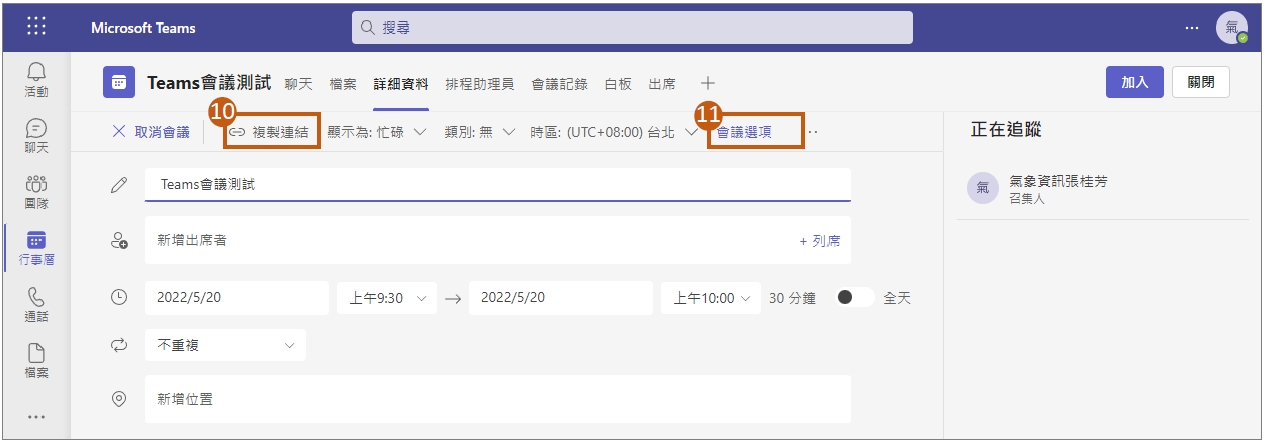 Microsoft Teams
搜尋
氣
活動
聊天
團隊
行事曆
通話
檔案
Teams會議測試 聊天 檔案 詳細資料 排程助理員 會議記錄 白板 出席
加入 關閉
10
11
取消會議 複製連結 顯示為: 忙碌 類別: 無 時區: (UTC+08:00) 台北 會議選項
Teams會議測試
新增出席者 + 列席
2022/5/20 上午9:30 → 2022/5/20 上午10:00 30 分鐘 全天
不重複
新增位置
正在追蹤
氣
氣象資訊張桂芳
召集人